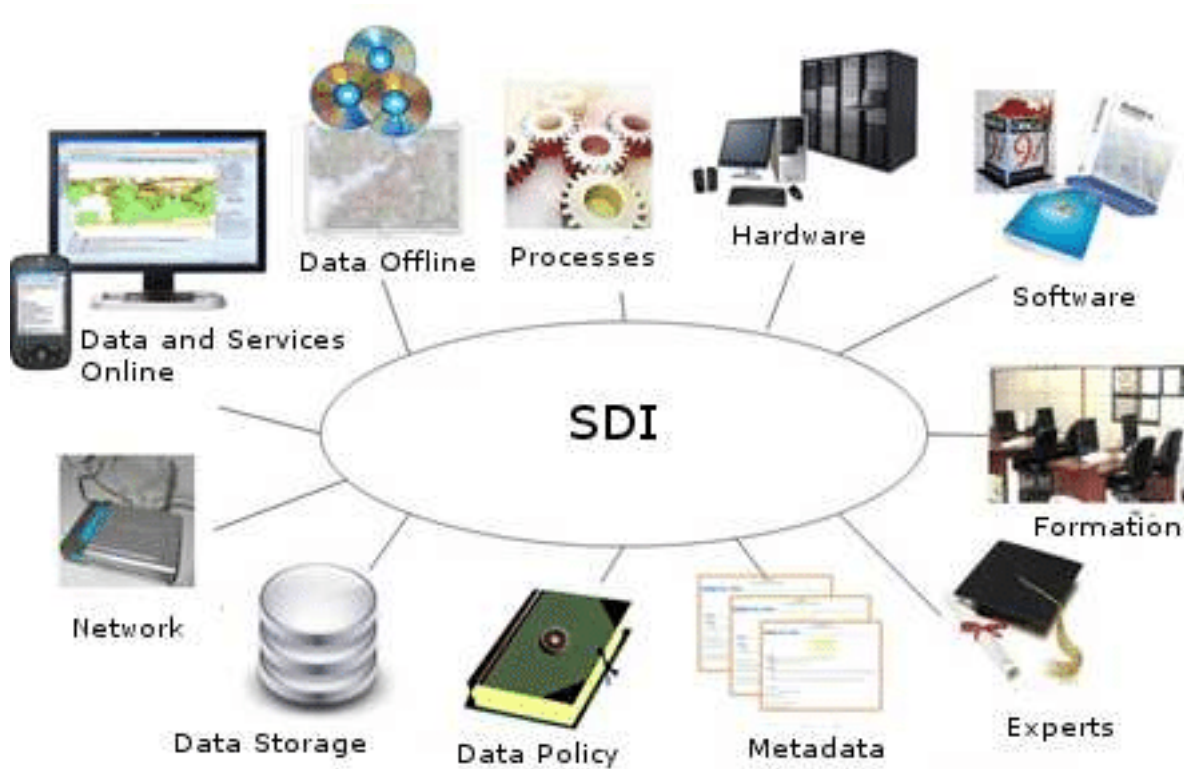 Data Offline
Processes
Hardware
Software
Data and Services
Online
SDI
Formation
Network
Experts
Data Storage
Data Policy
Metadata